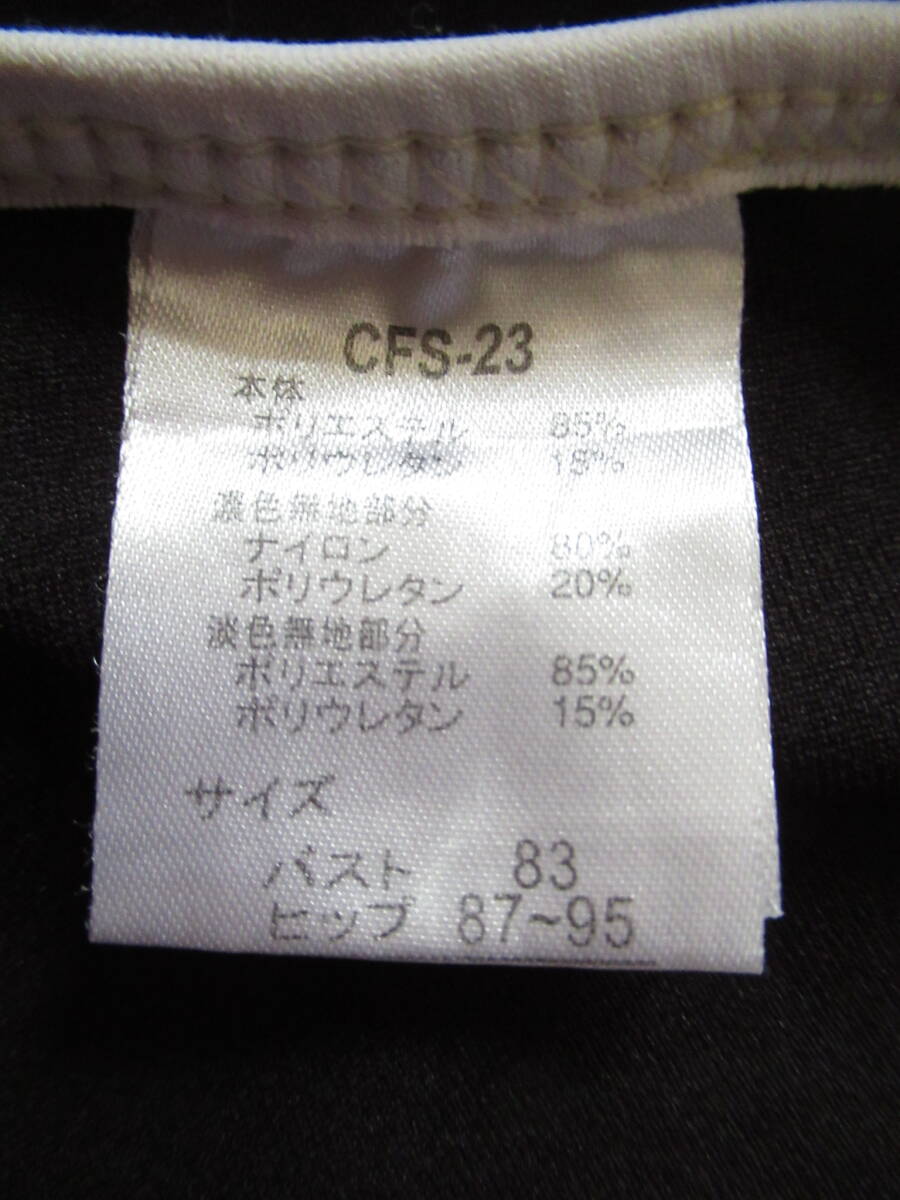 CFS-23
本体
ポリエステル 85%
ポリウレタン 15%
濃色無地部分
ナイロン 80%
ポリウレタン 20%
淡色無地部分
ポリエステル 85%
ポリウレタン 15%
サイズ
バスト 83
ヒップ 87~95